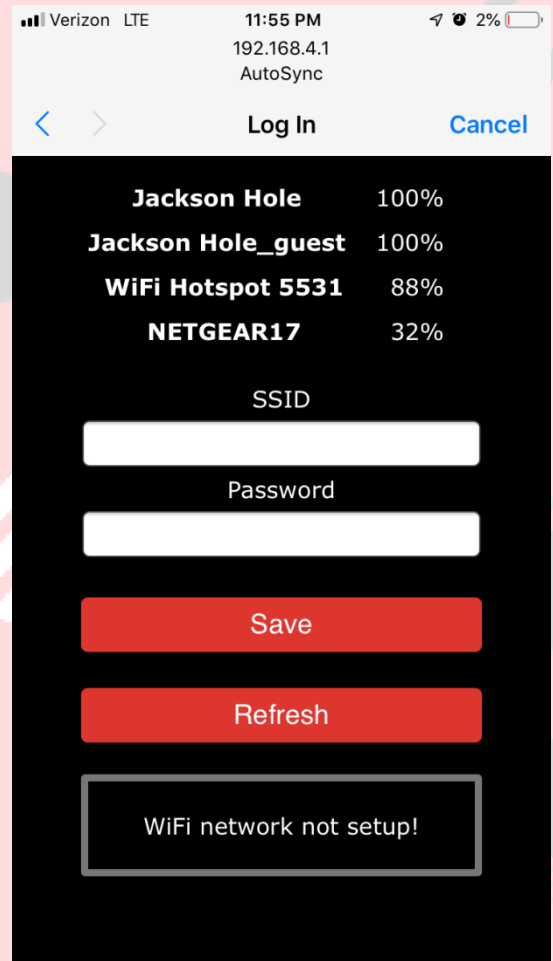 Verizon LTE 11:55 PM 2%
192.168.4.1
AutoSync
Log In Cancel
Jackson Hole 100%
Jackson Hole_guest 100%
WiFi Hotspot 5531 88%
NETGEAR17 32%
SSID
Password
Save
Refresh
WiFi network not setup!